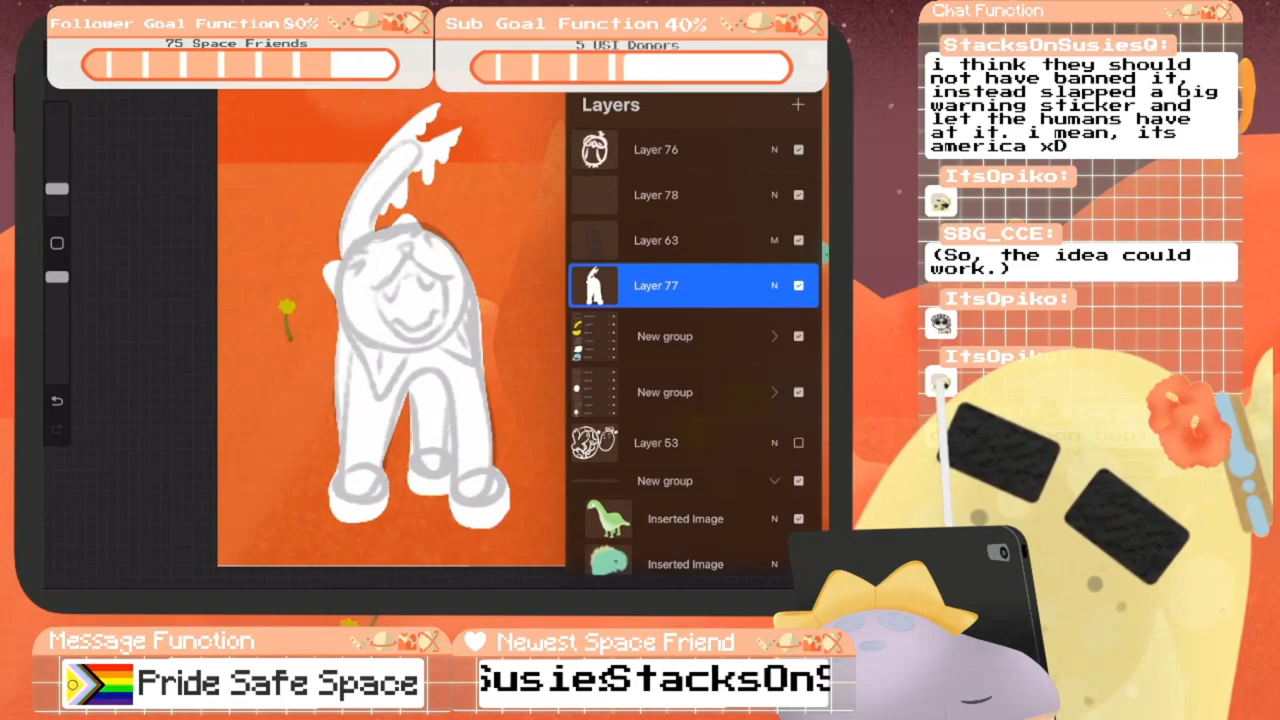 Follower Goal Function 80%
75 Space Friends
Sub Goal Function 40%
5 USI Donors
Layers
Layer 76 N
Layer 78 N
Layer 63 M
Layer 77 N
New group
New group
Layer 53 N
New group
Inserted Image N
Inserted Image N
Chat Function
StacksOnSusiesQ:
i think they should
not have banned it,
instead slapped a big
warning sticker and
let the humans have
at it. i mean, its
america xD
ItsOpiko:
SBG_CCE:
(So, the idea could
work.)
ItsOpiko:
ItsOpiko:
Message Function
Pride Safe Space
Newest Space Friend
SusiesStacksOnS